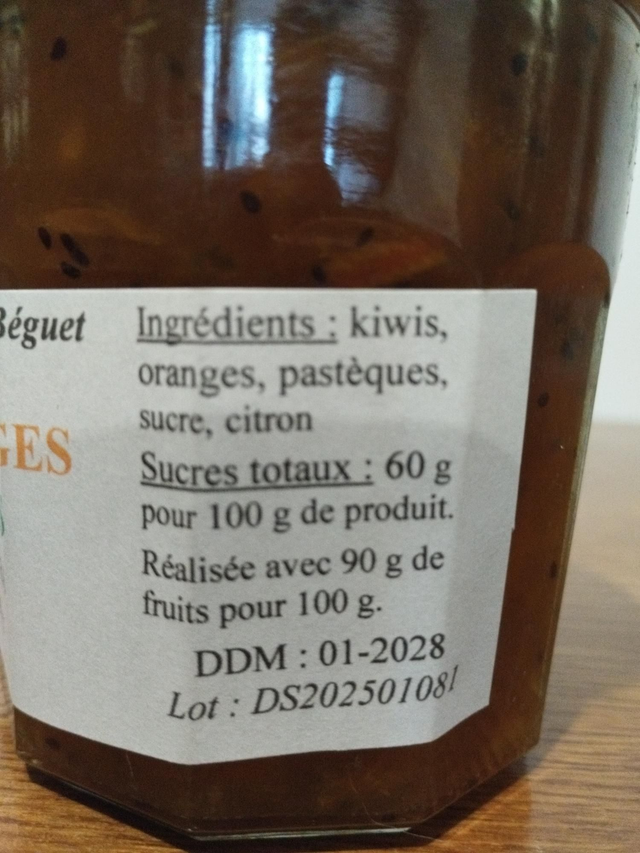 Béguet
GES
Ingrédients : kiwis,
oranges, pastèques,
sucre, citron
Sucres totaux : 60 g
pour 100 g de produit.
Réalisée avec 90 g de
fruits pour 100 g.
DDM : 01-2028
Lot : DS202501081